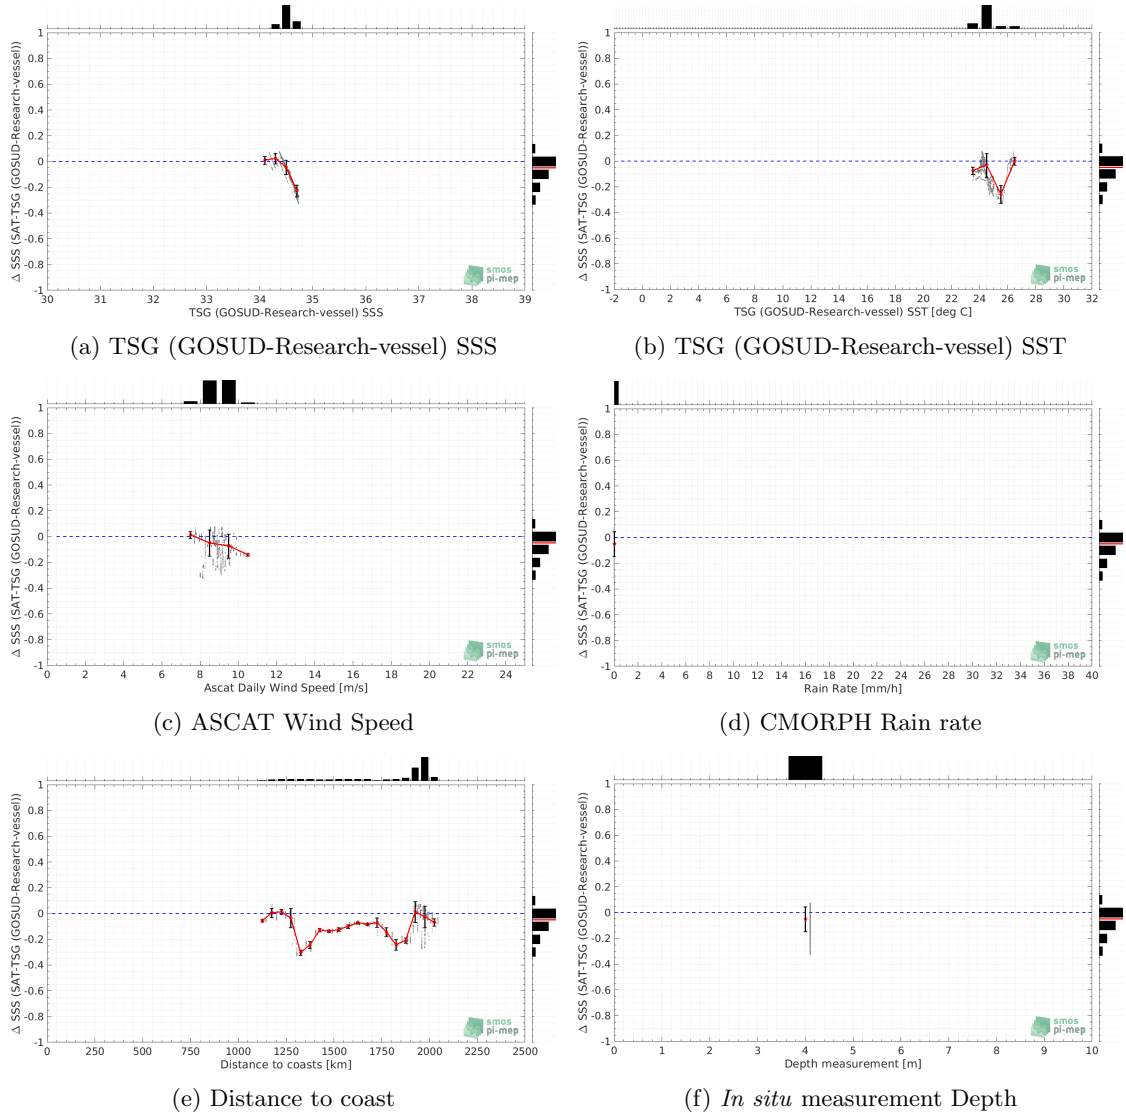 1
0.8
0.6
0.4
0.2
0
-0.2
-0.4
-0.6
-0.8
-1
Δ SSS (SAT-TSG (GOSUD-Research-vessel))
30 31 32 33 34 35 36 37 38 39
TSG (GOSUD-Research-vessel) SSS
smos
pi-mep
(a) TSG (GOSUD-Research-vessel) SSS
1
0.8
0.6
0.4
0.2
0
-0.2
-0.4
-0.6
-0.8
-1
Δ SSS (SAT-TSG (GOSUD-Research-vessel))
-2 0 2 4 6 8 10 12 14 16 18 20 22 24 26 28 30 32
TSG (GOSUD-Research-vessel) SST [deg C]
smos
pi-mep
(b) TSG (GOSUD-Research-vessel) SST
1
0.8
0.6
0.4
0.2
0
-0.2
-0.4
-0.6
-0.8
-1
Δ SSS (SAT-TSG (GOSUD-Research-vessel))
0 2 4 6 8 10 12 14 16 18 20 22 24
Ascat Daily Wind Speed [m/s]
smos
pi-mep
(c) ASCAT Wind Speed
1
0.8
0.6
0.4
0.2
0
-0.2
-0.4
-0.6
-0.8
-1
Δ SSS (SAT-TSG (GOSUD-Research-vessel))
0 2 4 6 8 10 12 14 16 18 20 22 24 26 28 30 32 34 36 38 40
Rain Rate [mm/h]
smos
pi-mep
(d) CMORPH Rain rate
1
0.8
0.6
0.4
0.2
0
-0.2
-0.4
-0.6
-0.8
-1
Δ SSS (SAT-TSG (GOSUD-Research-vessel))
0 250 500 750 1000 1250 1500 1750 2000 2250 2500
Distance to coasts [km]
smos
pi-mep
(e) Distance to coast
1
0.8
0.6
0.4
0.2
0
-0.2
-0.4
-0.6
-0.8
-1
Δ SSS (SAT-TSG (GOSUD-Research-vessel))
0 1 2 3 4 5 6 7 8 9 10
Depth measurement [m]
smos
pi-mep
(f) In situ measurement Depth